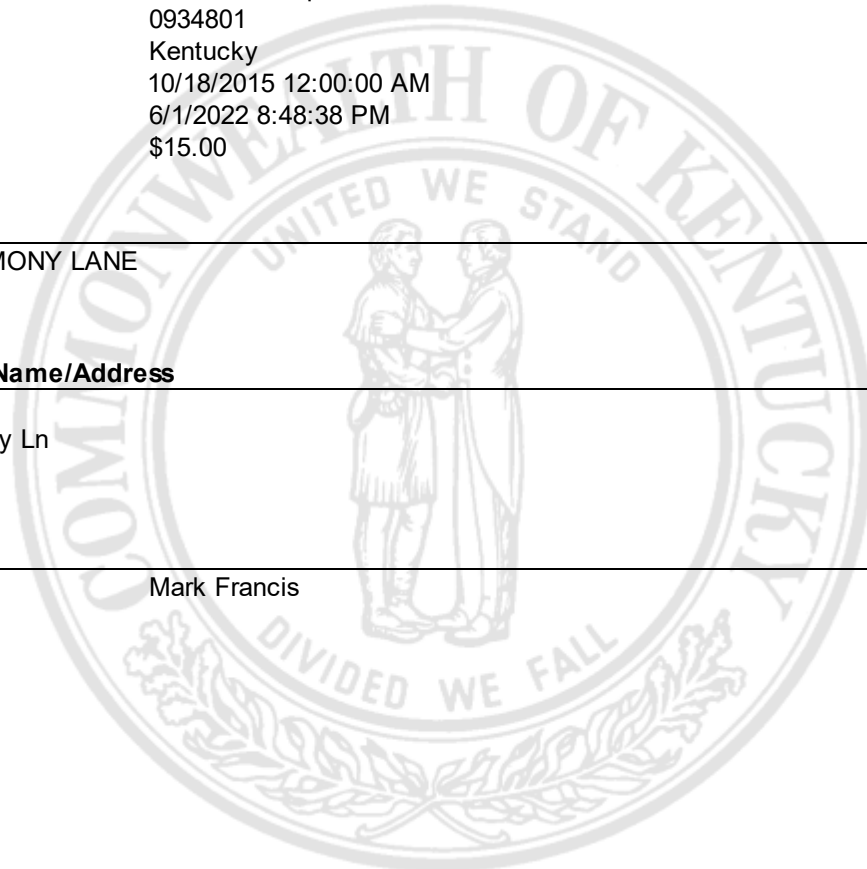 0934801
Kentucky
10/18/2015 12:00:00 AM
6/1/2022 8:48:38 PM
$15.00
COMMONWEALTH OF KENTUCKY
UNITED WE STAND
MONY LANE
Name/Address
y Ln
Mark Francis
DIVIDED WE FALL